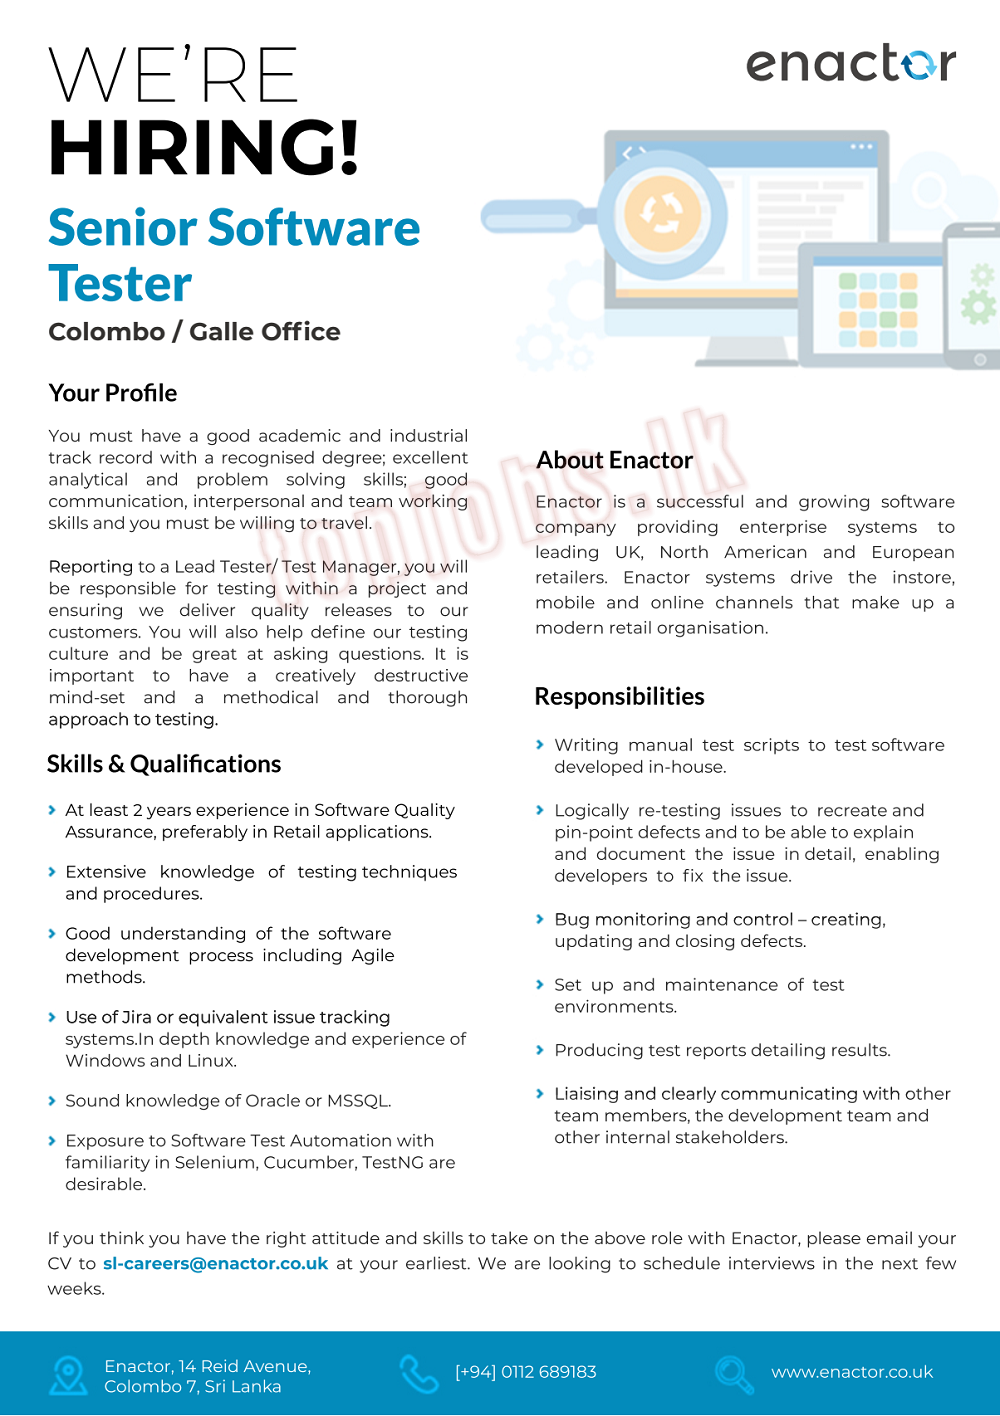 WE'RE
HIRING!
enactor
Senior Software
Tester
Colombo / Galle Office
Your Profile
You must have a good academic and industrial
track record with a recognised degree; excellent
analytical and problem solving skills; good
communication, interpersonal and team working
skills and you must be willing to travel.
Reporting to a Lead Tester/ Test Manager, you will
be responsible for testing within a project and
ensuring we deliver quality releases to our
customers. You will also help define our testing
culture and be great at asking questions. It is
important to have a creatively destructive
mind-set and a methodical and thorough
approach to testing.
Skills & Qualifications
At least 2 years experience in Software Quality
Assurance, preferably in Retail applications.
Extensive knowledge of testing techniques
and procedures.
Good understanding of the software
development process including Agile
methods.
Use of Jira or equivalent issue tracking
systems.In depth knowledge and experience of
Windows and Linux.
Sound knowledge of Oracle or MSSQL.
Exposure to Software Test Automation with
familiarity in Selenium, Cucumber, TestNG are
desirable.
topjobs.lk
About Enactor
Enactor is a successful and growing software
company providing enterprise systems to
leading UK, North American and European
retailers. Enactor systems drive the instore,
mobile and online channels that make up a
modern retail organisation.
Responsibilities
Writing manual test scripts to test software
developed in-house.
Logically re-testing issues to recreate and
pin-point defects and to be able to explain
and document the issue in detail, enabling
developers to fix the issue.
Bug monitoring and control – creating,
updating and closing defects.
Set up and maintenance of test
environments.
Producing test reports detailing results.
Liaising and clearly communicating with other
team members, the development team and
other internal stakeholders.
If you think you have the right attitude and skills to take on the above role with Enactor, please email your
CV to sl-careers@enactor.co.uk at your earliest. We are looking to schedule interviews in the next few
weeks.
Enactor, 14 Reid Avenue,
Colombo 7, Sri Lanka
[+94] 0112 689183
www.enactor.co.uk